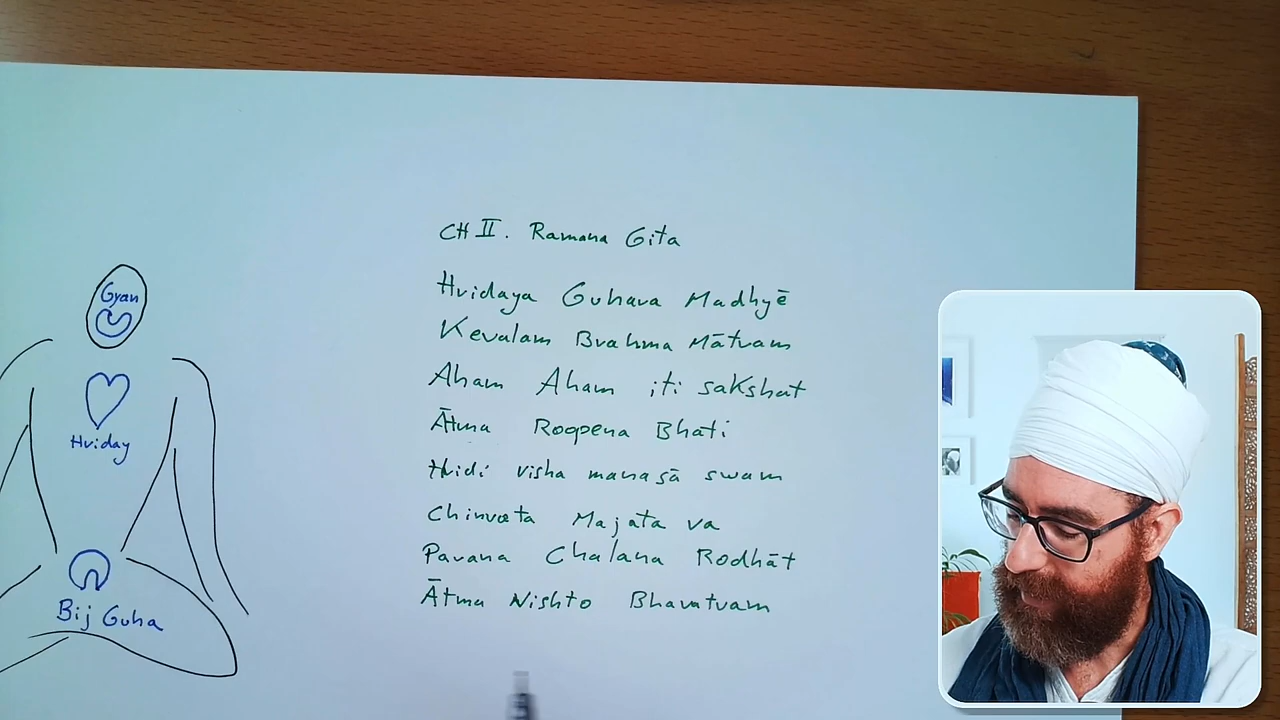 CH II. Ramana Gita
Hridaya Guhara Madhyē
Kevalam Brahma Mātram
Aham Aham iti sakshat
Ātma Roopena Bhati
Hridi visha manasā swam
Chinvata Majata va
Pavana Chalana Rodhāt
Ātma Nishto Bhavatvam
Gyan
Hriday
Bij Guha